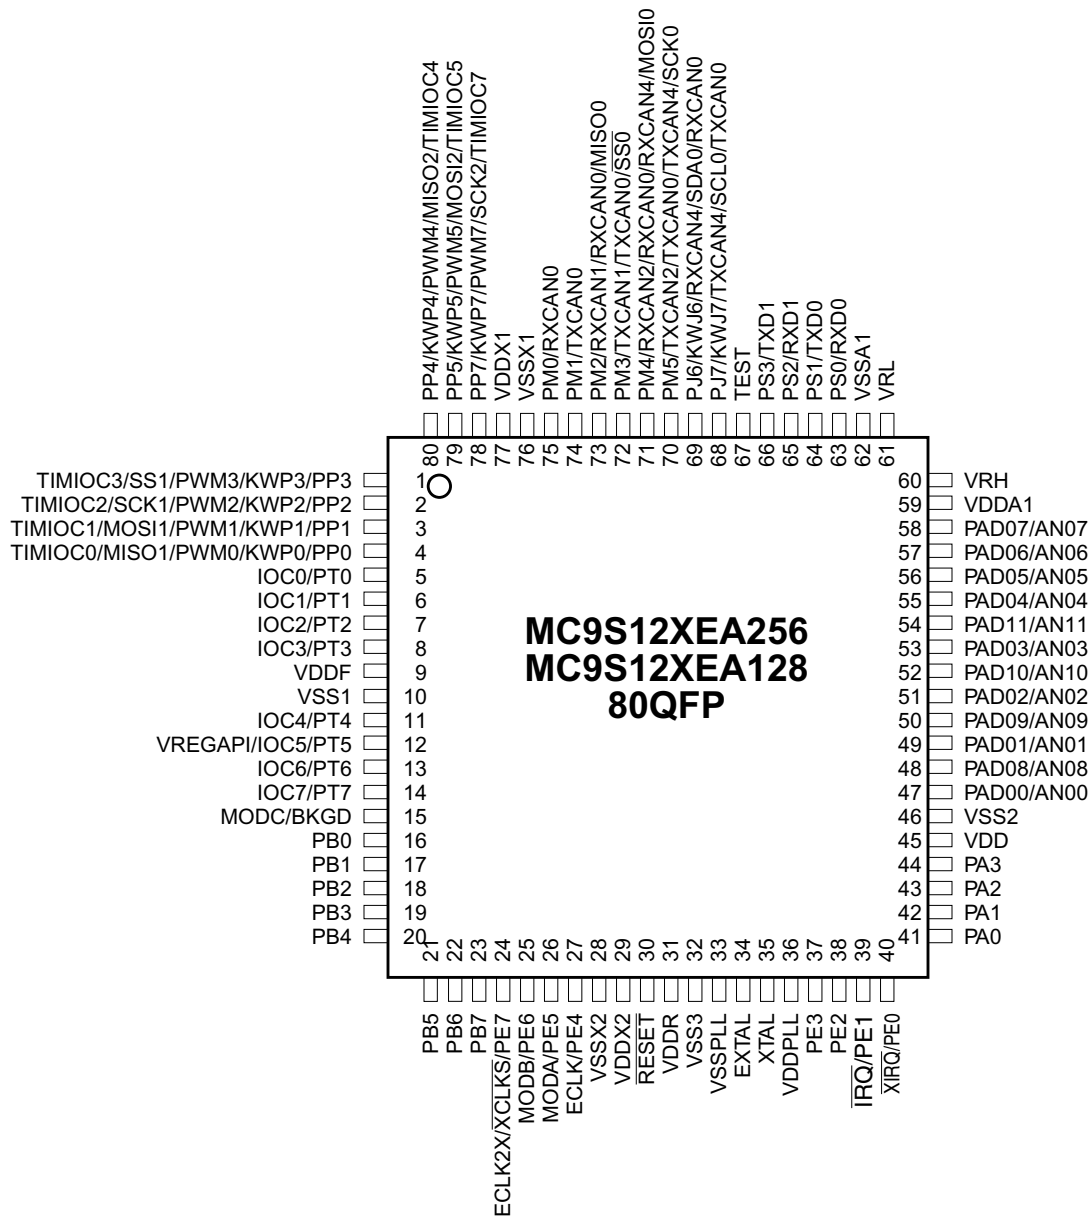 PP4/KWP4/PWM4/MISO2/TIMIOC4
PP5/KWP5/PWM5/MOSI2/TIMIOC5
PP7/KWP7/PWM7/SCK2/TIMIOC7
VDDX1
VSSX1
PM0/RXCAN0
PM1/TXCAN0
PM2/RXCAN1/RXCAN0/MISO0
PM3/TXCAN1/TXCAN0/SS0
PM4/RXCAN2/RXCAN0/RXCAN4/MOSI0
PM5/TXCAN2/TXCAN0/TXCAN4/SCK0
PJ6/KWJ6/RXCAN4/SDA0/RXCAN0
PJ7/KWJ7/TXCAN4/SCL0/TXCAN0
TEST
PS3/TXD1
PS2/RXD1
PS1/TXD0
PS0/RXD0
VSSA1
VRL
80
79
78
77
76
75
74
73
72
71
70
69
68
67
66
65
64
63
62
61
TIMIOC3/SS1/PWM3/KWP3/PP3 1
TIMIOC2/SCK1/PWM2/KWP2/PP2 2
TIMIOC1/MOSI1/PWM1/KWP1/PP1 3
TIMIOC0/MISO1/PWM0/KWP0/PP0 4
IOC0/PT0 5
IOC1/PT1 6
IOC2/PT2 7
IOC3/PT3 8
VDDF 9
VSS1 10
IOC4/PT4 11
VREGAPI/IOC5/PT5 12
IOC6/PT6 13
IOC7/PT7 14
MODC/BKGD 15
PB0 16
PB1 17
PB2 18
PB3 19
PB4 20
MC9S12XEA256
MC9S12XEA128
80QFP
60 VRH
59 VDDA1
58 PAD07/AN07
57 PAD06/AN06
56 PAD05/AN05
55 PAD04/AN04
54 PAD11/AN11
53 PAD03/AN03
52 PAD10/AN10
51 PAD02/AN02
50 PAD09/AN09
49 PAD01/AN01
48 PAD08/AN08
47 PAD00/AN00
46 VSS2
45 VDD
44 PA3
43 PA2
42 PA1
41 PA0
21
22
23
24
25
26
27
28
29
30
31
32
33
34
35
36
37
38
39
40
PB5
PB6
PB7
ECLK2X/XCLKS/PE7
MODB/PE6
MODA/PE5
ECLK/PE4
VSSX2
VDDX2
RESET
VDDR
VSS3
VSSPLL
EXTAL
XTAL
VDDPLL
PE3
PE2
IRQ/PE1
XIRQ/PE0